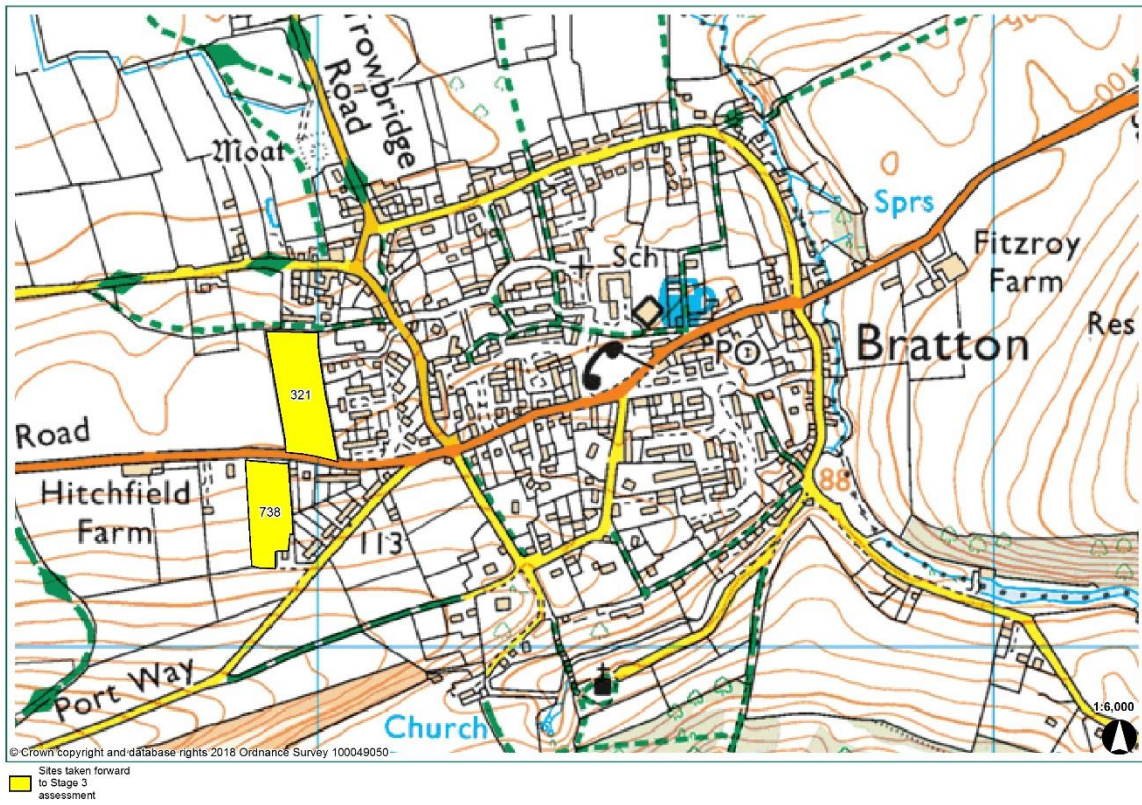 Trowbridge
Road
Moat
Sch
Sprs
Fitzroy
Farm
Res
PO
Bratton
321
Road
Hitchfield
Farm
738
113
88
Port Way
Church
1:6,000
© Crown copyright and database rights 2018 Ordnance Survey 100049050
Sites taken forward
to Stage 3
assessment